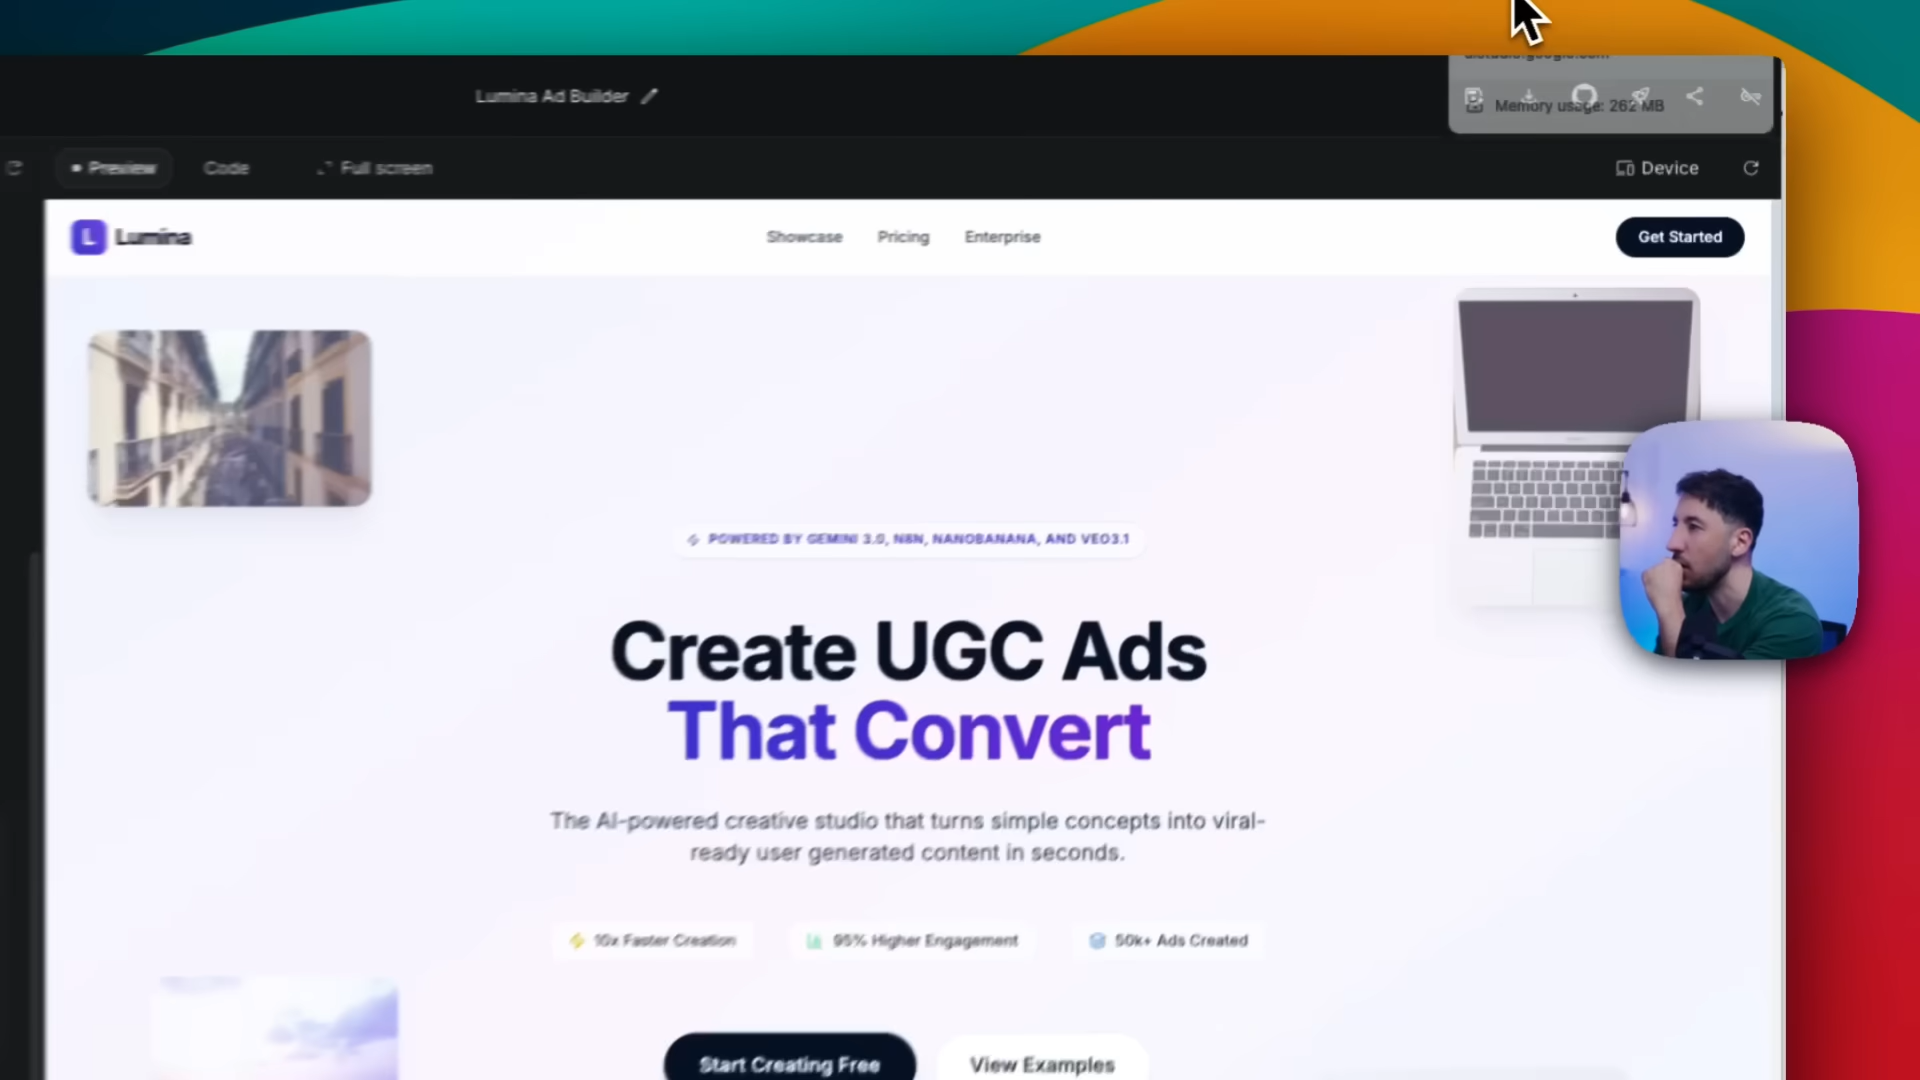 Lumina Ad Builder
Memory usage: 262 MB
Preview
Code
Full screen
Device
L Lumina
Showcase
Pricing
Enterprise
Get Started
POWERED BY GEMINI 3.0, N8N, NANOBANANA, AND VEO3.1
Create UGC Ads
That Convert
The AI-powered creative studio that turns simple concepts into viral-
ready user generated content in seconds.
10x Faster Creation
95% Higher Engagement
50k+ Ads Created
Start Creating Free
View Examples